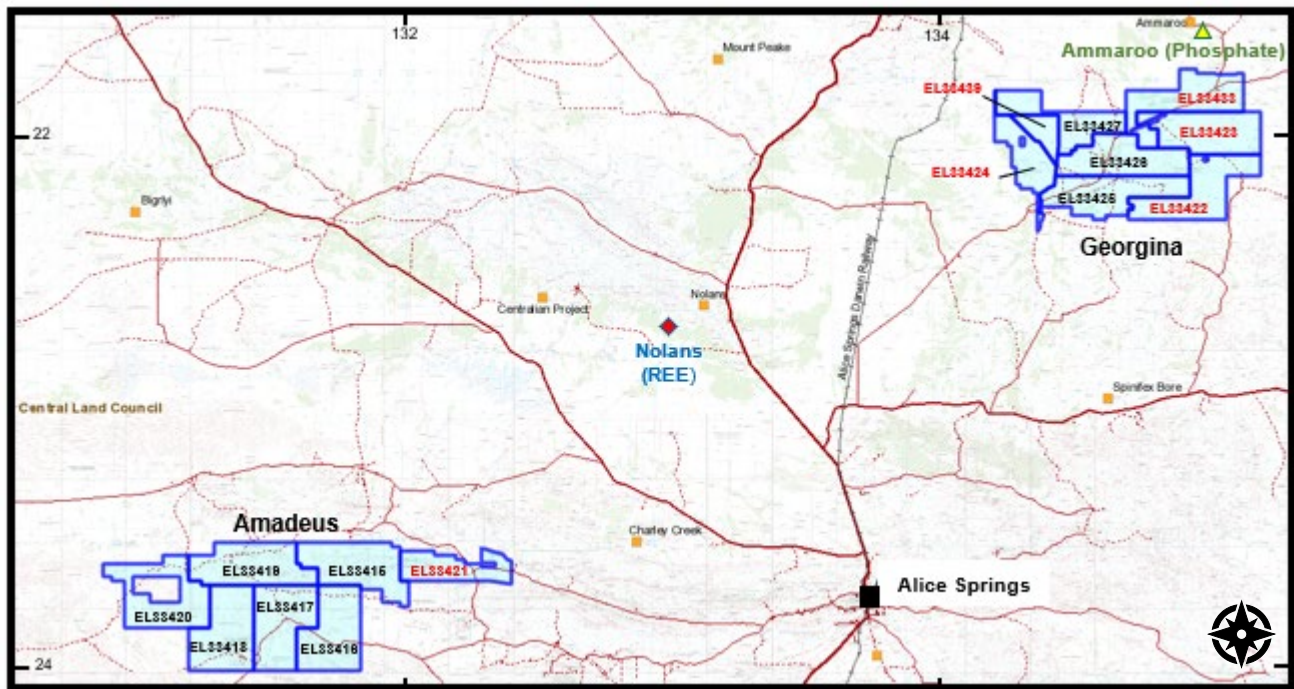 132
134
Ammaroo
Ammaroo (Phosphate)
Mount Peake
EL33439
EL33433
22
EL33427
EL33423
EL33426
EL33424
EL33425
EL33422
Bigrlyi
Georgina
Alice Springs Darwin Railway
Nolans
Centralian Project
Nolans
(REE)
Spinifex Bore
Central Land Council
Amadeus
Charley Creek
EL33419
EL33415
EL33421
Alice Springs
EL33420
EL33417
EL33418
EL33416
24